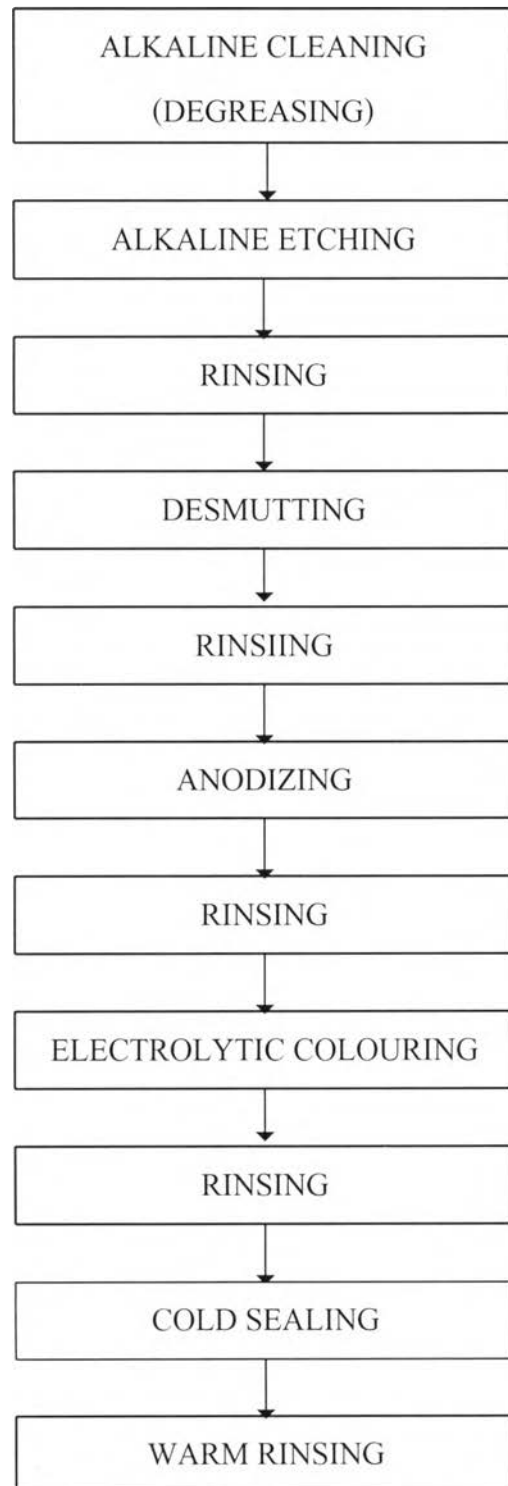 ALKALINE CLEANING
(DEGREASING)
ALKALINE ETCHING
RINSING
DESMUTTING
RINSIING
ANODIZING
RINSING
ELECTROLYTIC COLOURING
RINSING
COLD SEALING
WARM RINSING